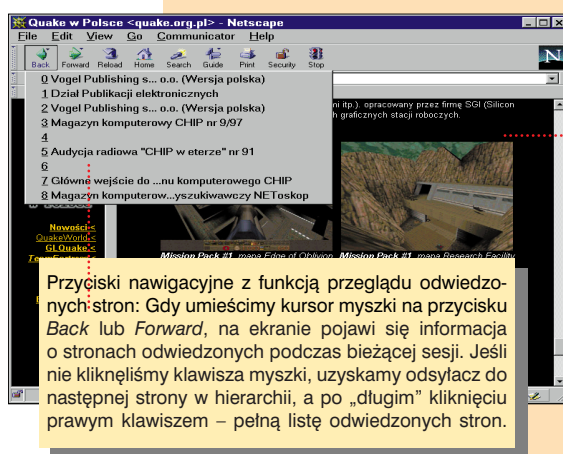 Quake w Polsce <quake.org.pl> - Netscape
File Edit View Go Communicator Help
Back Forward Reload Home Search Guide Print Security Stop
N
0 Vogel Publishing s... o.o. (Wersja polska)
1 Dział Publikacji elektronicznych
2 Vogel Publishing s... o.o. (Wersja polska)
3 Magazyn komputerowy CHIP nr 9/97
4
5 Audycja radiowa "CHIP w eterze" nr 91
6
7 Główne wejście do ...nu komputerowego CHIP
8 Magazyn komputerow...yszukiwawczy NEToskop
ni itp.). opracowany przez firmę SGI (Silicon
h graficznych stacji roboczych.
Nowości <
QuakeWorld <
GLQuake <
Mission Pack #1 mapa Edge of Oblivion
Mission Pack #1 mapa Research Facility
Przyciski nawigacyjne z funkcją przeglądu odwiedzo-
nych stron: Gdy umieścimy kursor myszki na przycisku
Back lub Forward, na ekranie pojawi się informacja
o stronach odwiedzonych podczas bieżącej sesji. Jeśli
nie kliknęliśmy klawisza myszki, uzyskamy odsyłacz do
następnej strony w hierarchii, a po „długim” kliknięciu
prawym klawiszem – pełną listę odwiedzonych stron.